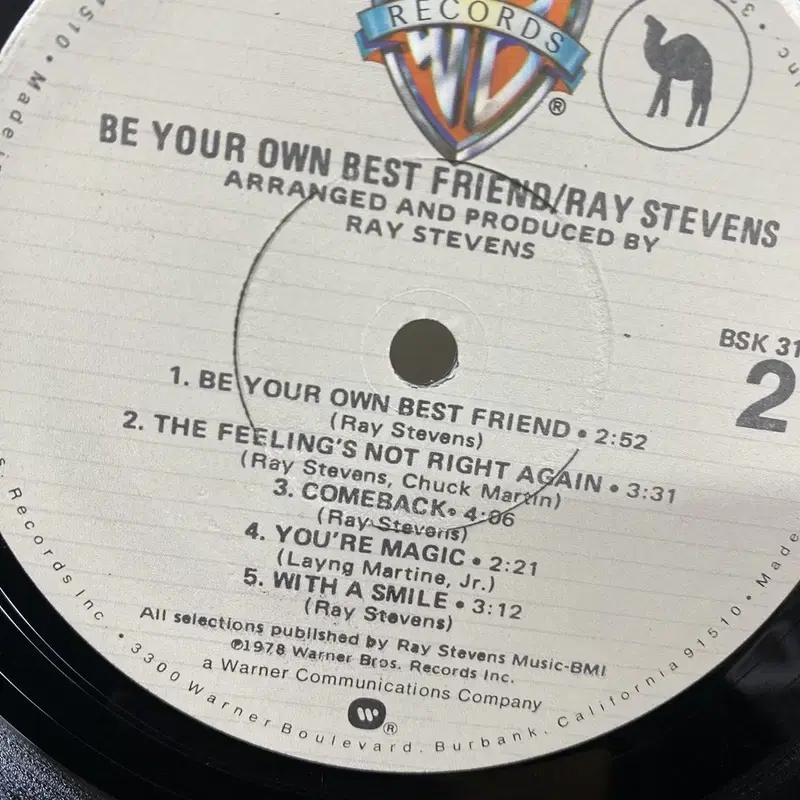 RECORDS
W
®
BE YOUR OWN BEST FRIEND/RAY STEVENS
ARRANGED AND PRODUCED BY
RAY STEVENS
BSK 31
2
1. BE YOUR OWN BEST FRIEND • 2:52
(Ray Stevens)
2. THE FEELING'S NOT RIGHT AGAIN • 3:31
(Ray Stevens, Chuck Martin)
3. COMEBACK • 4:06
(Ray Stevens)
4. YOU'RE MAGIC • 2:21
(Layng Martine, Jr.)
5. WITH A SMILE • 3:12
(Ray Stevens)
All selections published by Ray Stevens Music-BMI
℗1978 Warner Bros. Records Inc.
a Warner Communications Company
®
s. Records Inc. • 3300 Warner Boulevard, Burbank, California 91510 • Made
1510 • Made i
Inc. • 3